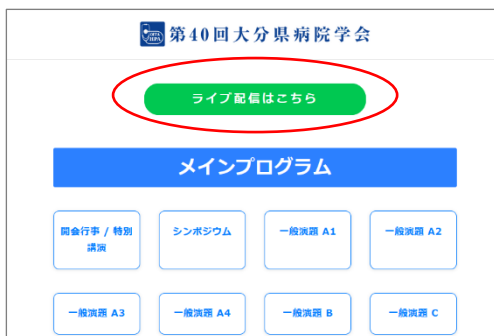 第40回大分県病院学会
ライブ配信はこちら
メインプログラム
開会行事 / 特別
講演
シンポジウム
一般演題 A1
一般演題 A2
一般演題 A3
一般演題 A4
一般演題 B
一般演題 C